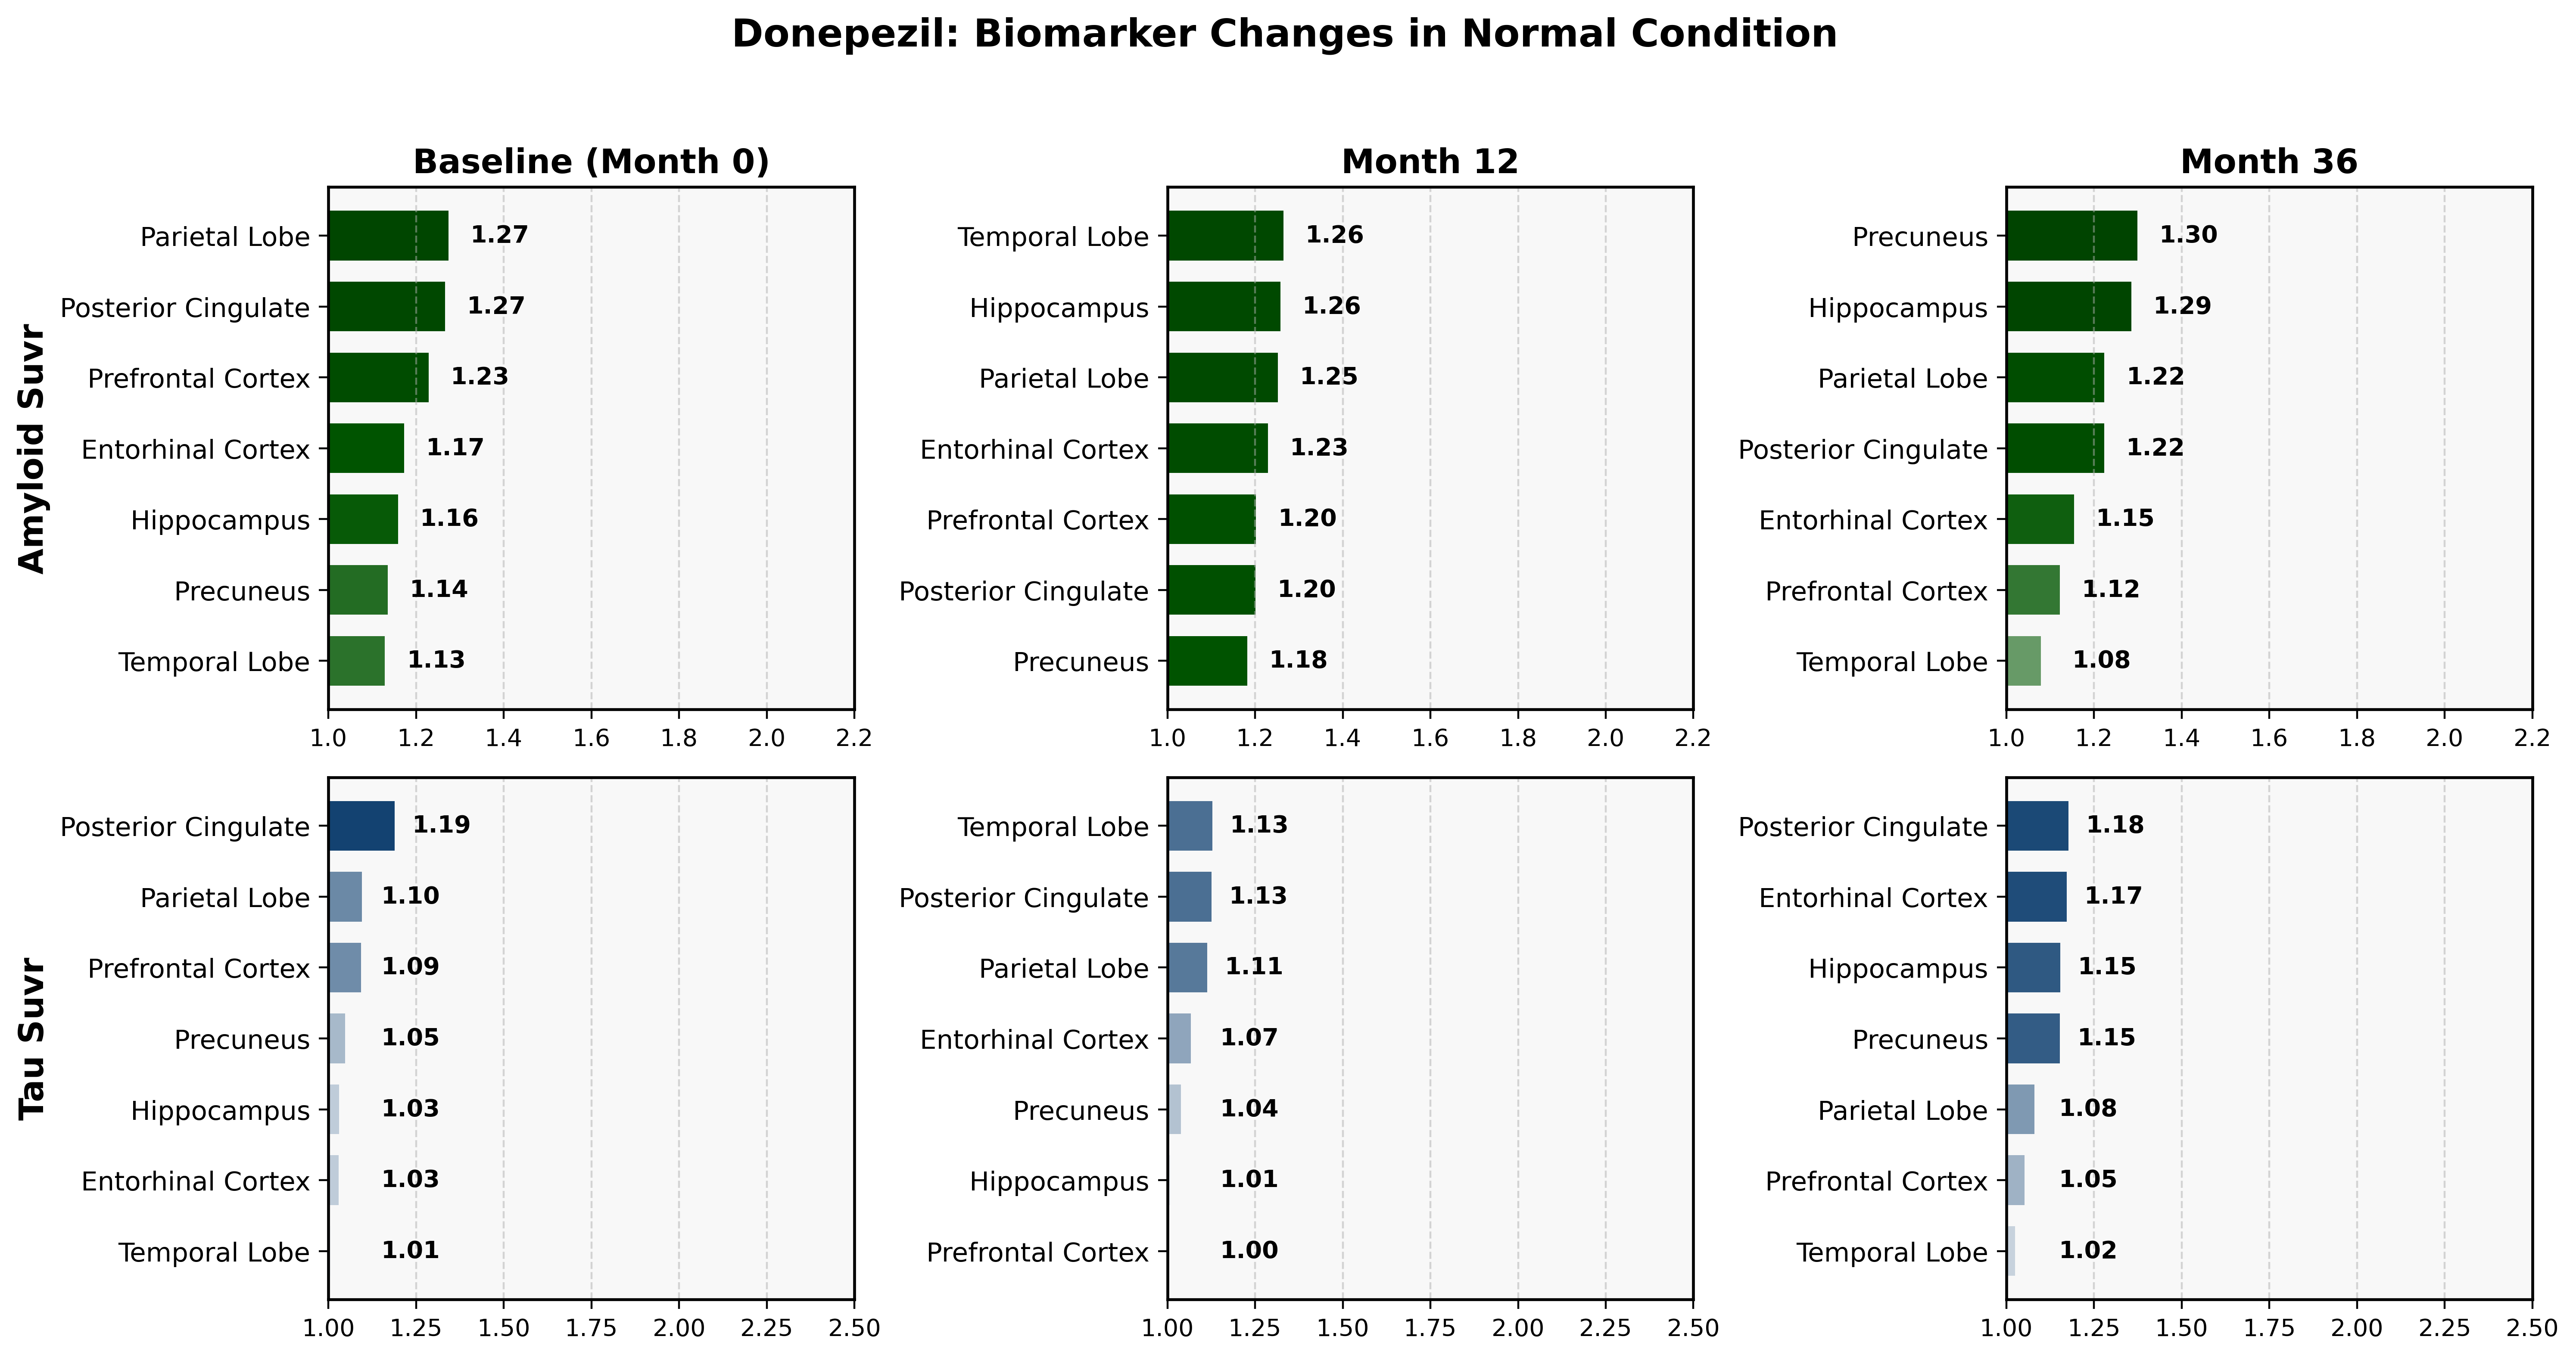 Donepezil: Biomarker Changes in Normal Condition
Baseline (Month 0)
Amyloid Suvr
Parietal Lobe 1.27
Posterior Cingulate 1.27
Prefrontal Cortex 1.23
Entorhinal Cortex 1.17
Hippocampus 1.16
Precuneus 1.14
Temporal Lobe 1.13
1.0 1.2 1.4 1.6 1.8 2.0 2.2
Month 12
Temporal Lobe 1.26
Hippocampus 1.26
Parietal Lobe 1.25
Entorhinal Cortex 1.23
Prefrontal Cortex 1.20
Posterior Cingulate 1.20
Precuneus 1.18
1.0 1.2 1.4 1.6 1.8 2.0 2.2
Month 36
Precuneus 1.30
Hippocampus 1.29
Parietal Lobe 1.22
Posterior Cingulate 1.22
Entorhinal Cortex 1.15
Prefrontal Cortex 1.12
Temporal Lobe 1.08
1.0 1.2 1.4 1.6 1.8 2.0 2.2
Tau Suvr
Posterior Cingulate 1.19
Parietal Lobe 1.10
Prefrontal Cortex 1.09
Precuneus 1.05
Hippocampus 1.03
Entorhinal Cortex 1.03
Temporal Lobe 1.01
1.00 1.25 1.50 1.75 2.00 2.25 2.50
Temporal Lobe 1.13
Posterior Cingulate 1.13
Parietal Lobe 1.11
Entorhinal Cortex 1.07
Precuneus 1.04
Hippocampus 1.01
Prefrontal Cortex 1.00
1.00 1.25 1.50 1.75 2.00 2.25 2.50
Posterior Cingulate 1.18
Entorhinal Cortex 1.17
Hippocampus 1.15
Precuneus 1.15
Parietal Lobe 1.08
Prefrontal Cortex 1.05
Temporal Lobe 1.02
1.00 1.25 1.50 1.75 2.00 2.25 2.50